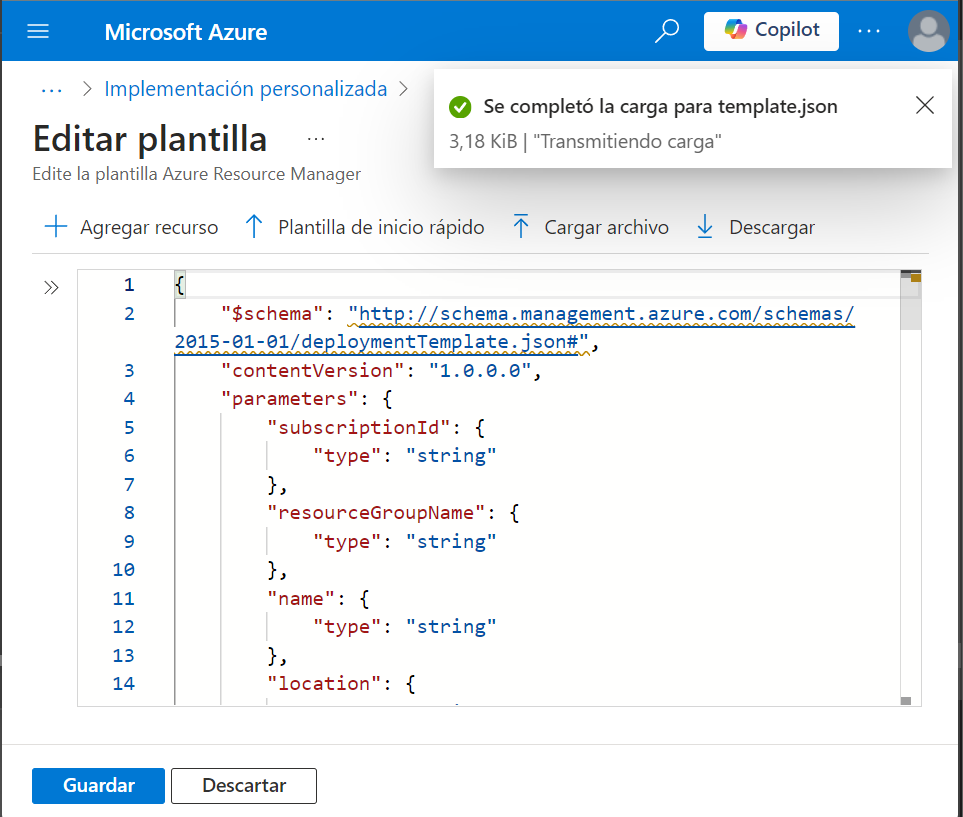 Microsoft Azure
Copilot
...
... > Implementación personalizada >
Se completó la carga para template.json
3,18 KiB | "Transmitiendo carga"
Editar plantilla ...
Edite la plantilla Azure Resource Manager
Agregar recurso Plantilla de inicio rápido Cargar archivo Descargar
1 {
2 "$schema": "http://schema.management.azure.com/schemas/
2015-01-01/deploymentTemplate.json#",
3 "contentVersion": "1.0.0.0",
4 "parameters": {
5 "subscriptionId": {
6 "type": "string"
7 },
8 "resourceGroupName": {
9 "type": "string"
10 },
11 "name": {
12 "type": "string"
13 },
14 "location": {
Guardar Descartar